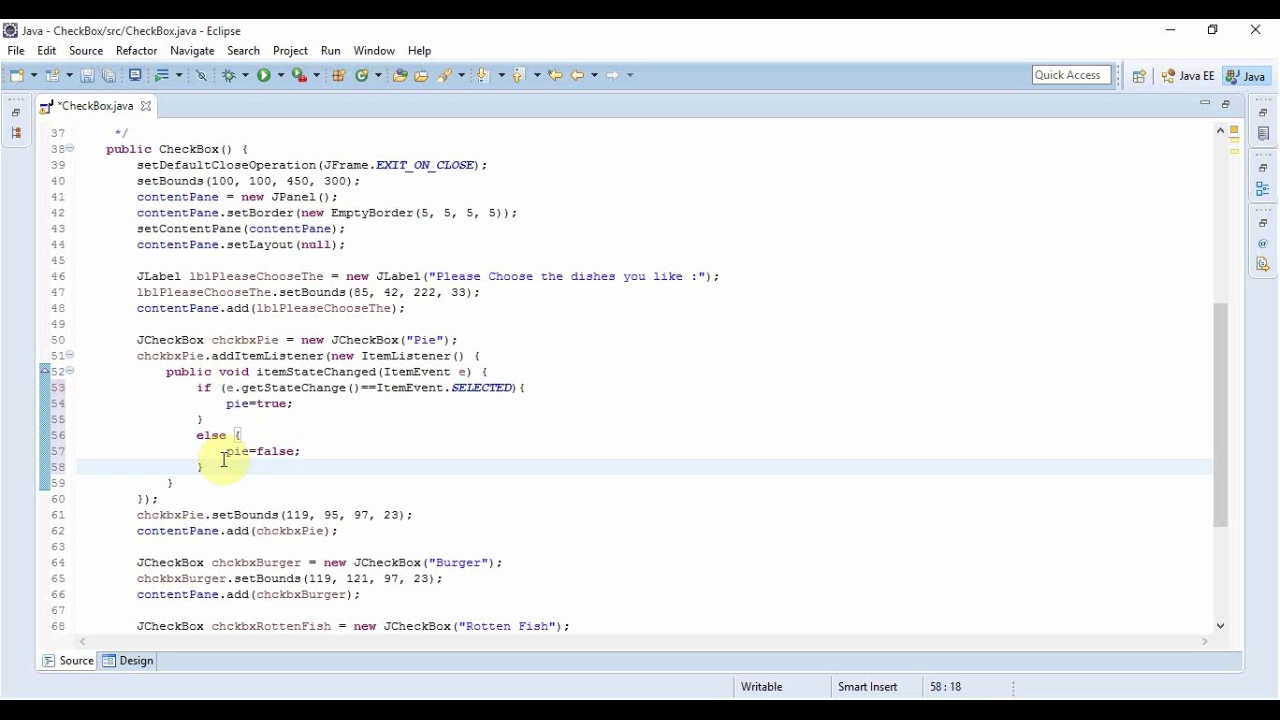 Java - CheckBox/src/CheckBox.java - Eclipse
File Edit Source Refactor Navigate Search Project Run Window Help
Quick Access Java EE Java
*CheckBox.java
37 */
38 public CheckBox() {
39 setDefaultCloseOperation(JFrame.EXIT_ON_CLOSE);
40 setBounds(100, 100, 450, 300);
41 contentPane = new JPanel();
42 contentPane.setBorder(new EmptyBorder(5, 5, 5, 5));
43 setContentPane(contentPane);
44 contentPane.setLayout(null);
45
46 JLabel lblPleaseChooseThe = new JLabel("Please Choose the dishes you like :");
47 lblPleaseChooseThe.setBounds(85, 42, 222, 33);
48 contentPane.add(lblPleaseChooseThe);
49
50 JCheckBox chckbxPie = new JCheckBox("Pie");
51 chckbxPie.addItemListener(new ItemListener() {
52 public void itemStateChanged(ItemEvent e) {
53 if (e.getStateChange()==ItemEvent.SELECTED){
54 pie=true;
55 }
56 else {
57 pie=false;
58 }
59 }
60 });
61 chckbxPie.setBounds(119, 95, 97, 23);
62 contentPane.add(chckbxPie);
63
64 JCheckBox chckbxBurger = new JCheckBox("Burger");
65 chckbxBurger.setBounds(119, 121, 97, 23);
66 contentPane.add(chckbxBurger);
67
68 JCheckBox chckbxRottenFish = new JCheckBox("Rotten Fish");
Source Design
Writable Smart Insert 58 : 18